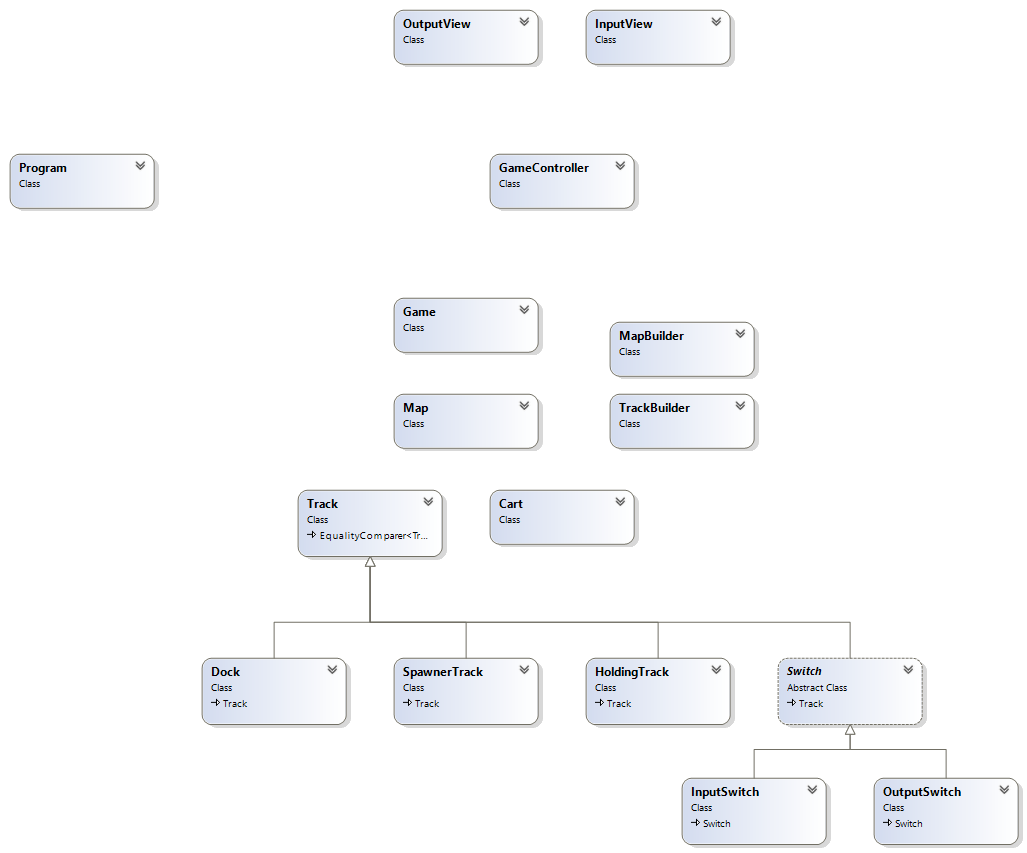 OutputView
Class
InputView
Class
Program
Class
GameController
Class
Game
Class
MapBuilder
Class
Map
Class
TrackBuilder
Class
Track
Class
EqualityComparer<Tr...
Cart
Class
Dock
Class
Track
SpawnerTrack
Class
Track
HoldingTrack
Class
Track
Switch
Abstract Class
Track
InputSwitch
Class
Switch
OutputSwitch
Class
Switch